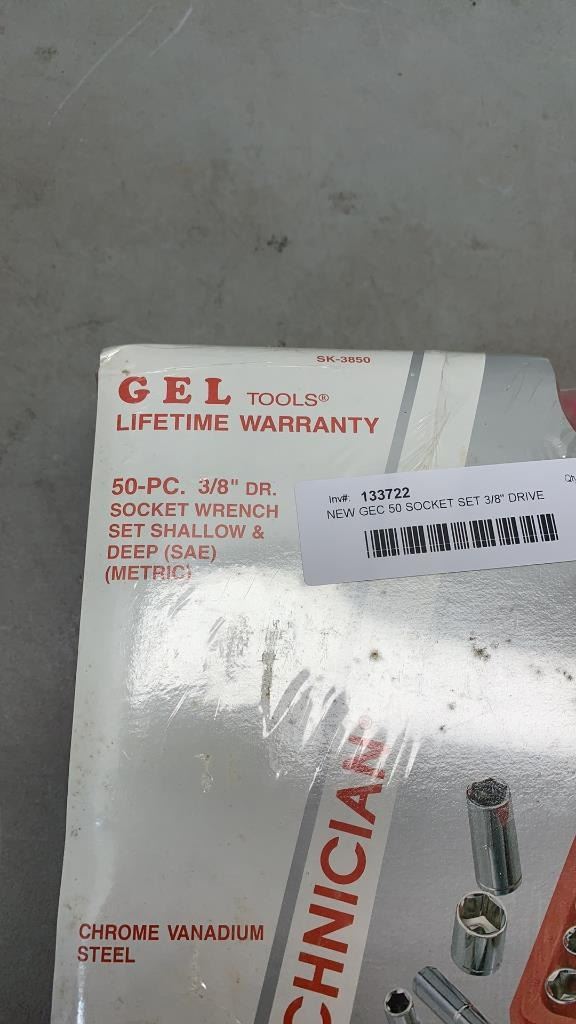 SK-3850
GEL TOOLS®
LIFETIME WARRANTY
50-PC. 3/8" DR.
SOCKET WRENCH
SET SHALLOW &
DEEP (SAE)
(METRIC)
Inv#: 133722
Qty
NEW GEC 50 SOCKET SET 3/8" DRIVE
CHNICIAN®
CHROME VANADIUM
STEEL